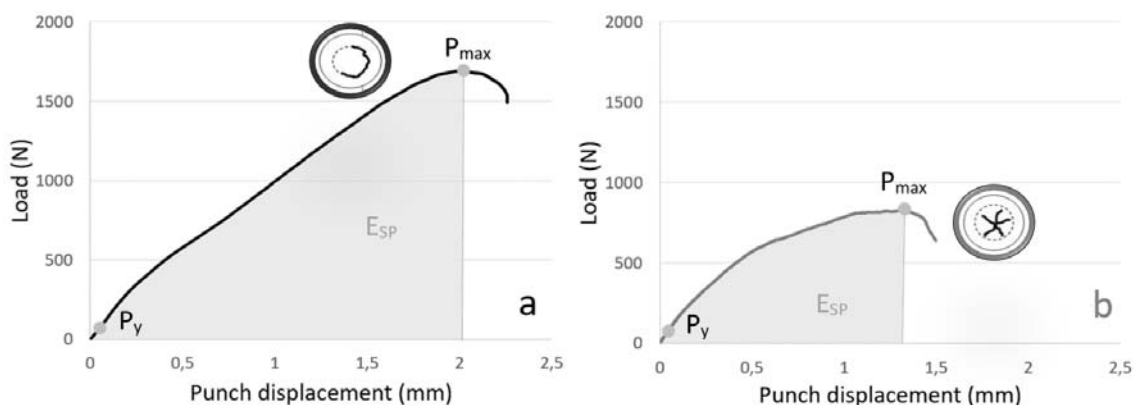 2000
1500
1000
500
0
Load (N)
P_max
E_SP
P_y
a
0
0,5
1
1,5
2
2,5
Punch displacement (mm)
2000
1500
1000
500
0
Load (N)
P_max
E_SP
P_y
b
0
0,5
1
1,5
2
2,5
Punch displacement (mm)